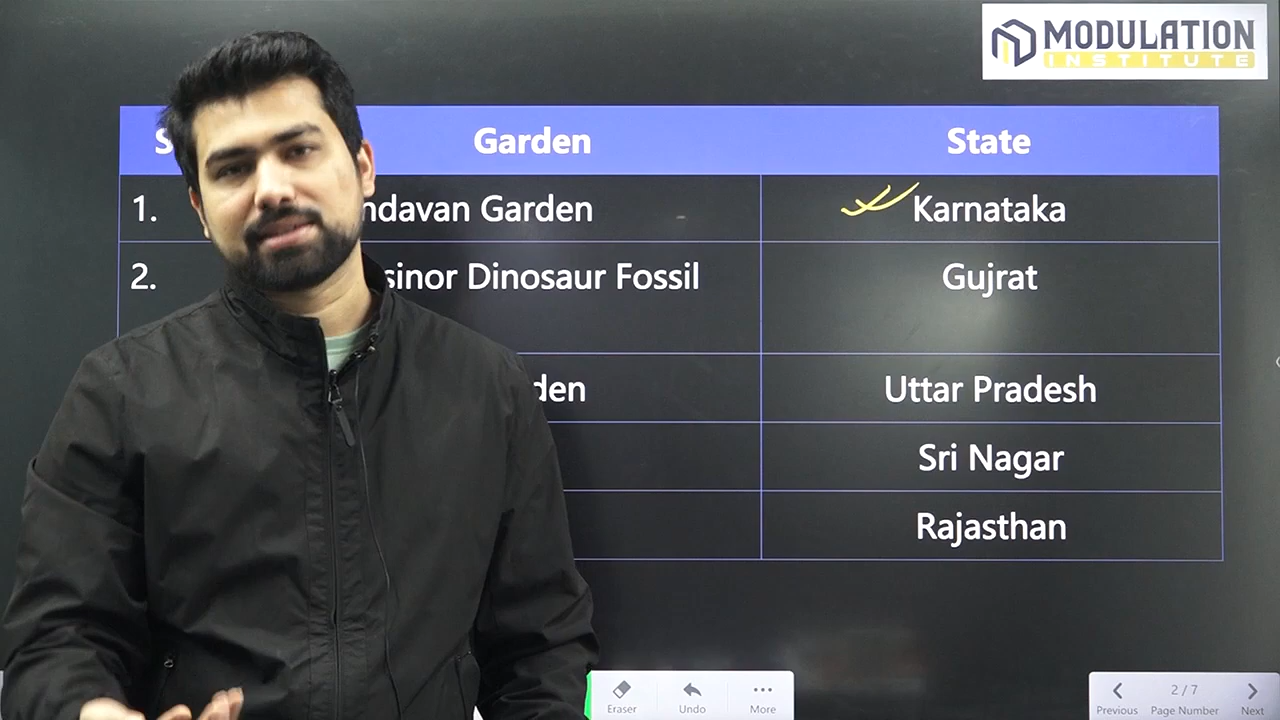 MODULATION
INSTITUTE
Garden State
1. ndavan Garden Karnataka
2. sinor Dinosaur Fossil Gujrat
den Uttar Pradesh
Sri Nagar
Rajasthan
Eraser Undo More
2 / 7
Previous Page Number Next